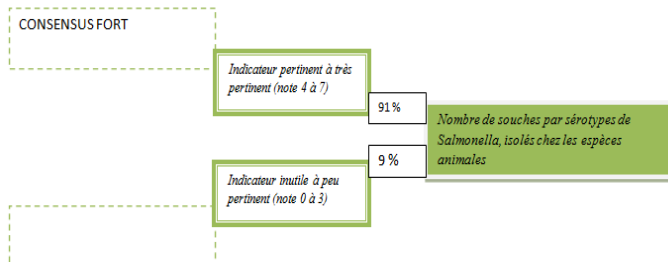 CONSENSUS FORT
Indicateur pertinent à très
pertinent (note 4 à 7)
91%
Nombre de souches par sérotypes de
Salmonella, isolés chez les espèces
animales
9 %
Indicateur inutile à peu
pertinent (note 0 à 3)